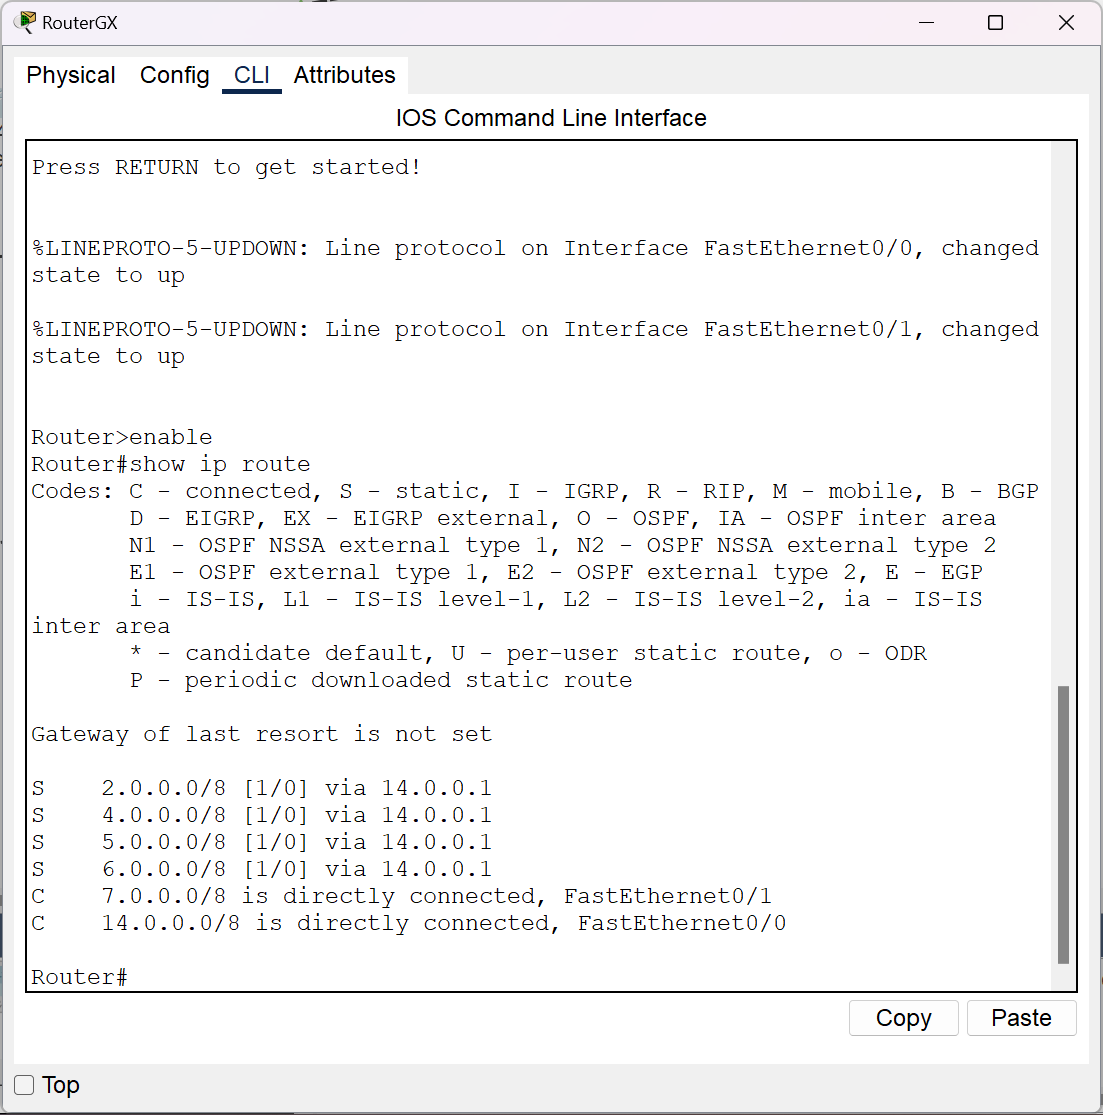 RouterGX
Physical Config CLI Attributes
IOS Command Line Interface
Press RETURN to get started!
%LINEPROTO-5-UPDOWN: Line protocol on Interface FastEthernet0/0, changed
state to up
%LINEPROTO-5-UPDOWN: Line protocol on Interface FastEthernet0/1, changed
state to up
Router>enable
Router#show ip route
Codes: C - connected, S - static, I - IGRP, R - RIP, M - mobile, B - BGP
D - EIGRP, EX - EIGRP external, O - OSPF, IA - OSPF inter area
N1 - OSPF NSSA external type 1, N2 - OSPF NSSA external type 2
E1 - OSPF external type 1, E2 - OSPF external type 2, E - EGP
i - IS-IS, L1 - IS-IS level-1, L2 - IS-IS level-2, ia - IS-IS
inter area
* - candidate default, U - per-user static route, o - ODR
P - periodic downloaded static route
Gateway of last resort is not set
S 2.0.0.0/8 [1/0] via 14.0.0.1
S 4.0.0.0/8 [1/0] via 14.0.0.1
S 5.0.0.0/8 [1/0] via 14.0.0.1
S 6.0.0.0/8 [1/0] via 14.0.0.1
C 7.0.0.0/8 is directly connected, FastEthernet0/1
C 14.0.0.0/8 is directly connected, FastEthernet0/0
Router#
Copy Paste
Top